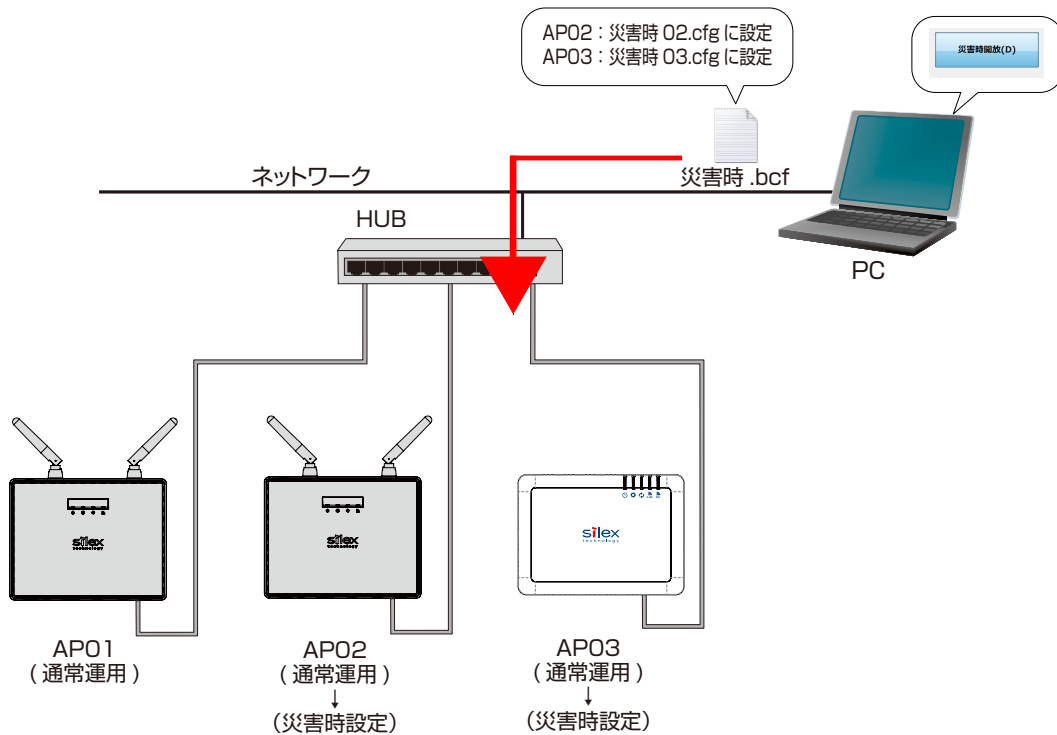 AP02：災害時 02.cfg に設定
AP03：災害時 03.cfg に設定
災害時開放(D)
ネットワーク
災害時 .bcf
HUB
PC
silex
technology
silex
technology
silex
technology
AP01
( 通常運用 )
AP02
( 通常運用 )
↓
（災害時設定）
AP03
( 通常運用 )
↓
（災害時設定）